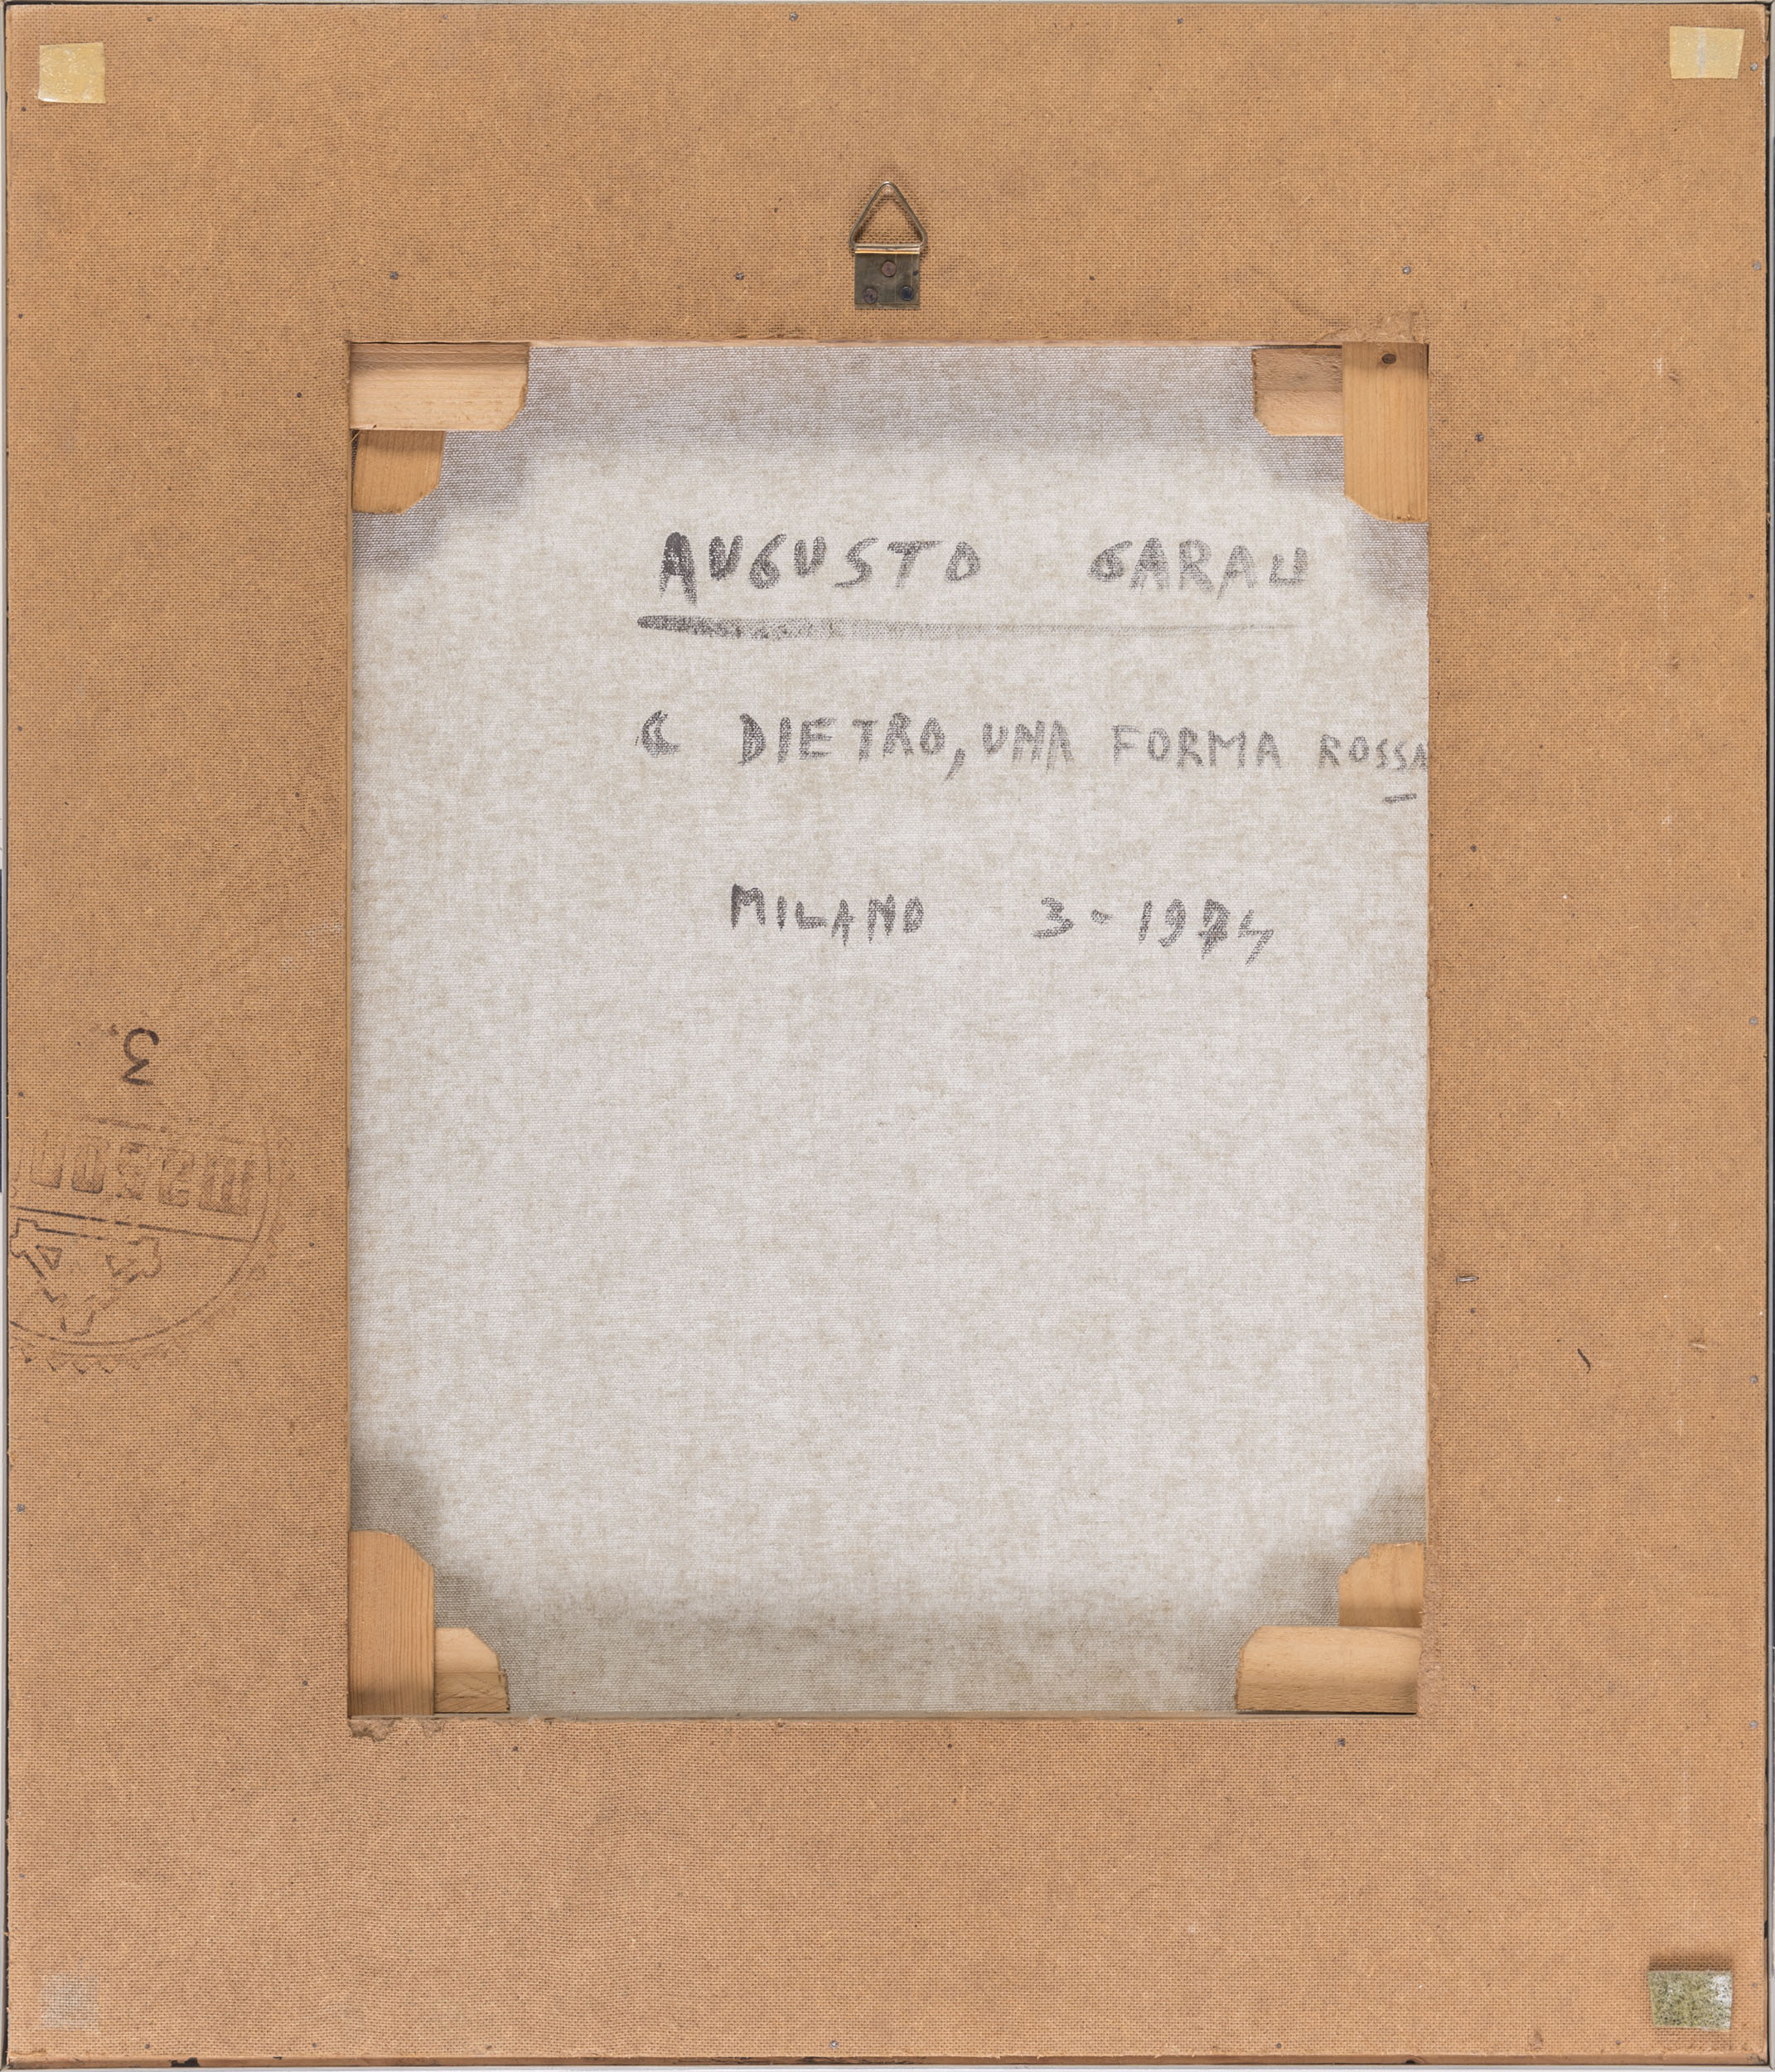 AUGUSTO GARAU
“ DIETRO, UNA FORMA ROSSA
MILANO 3-1974
3.